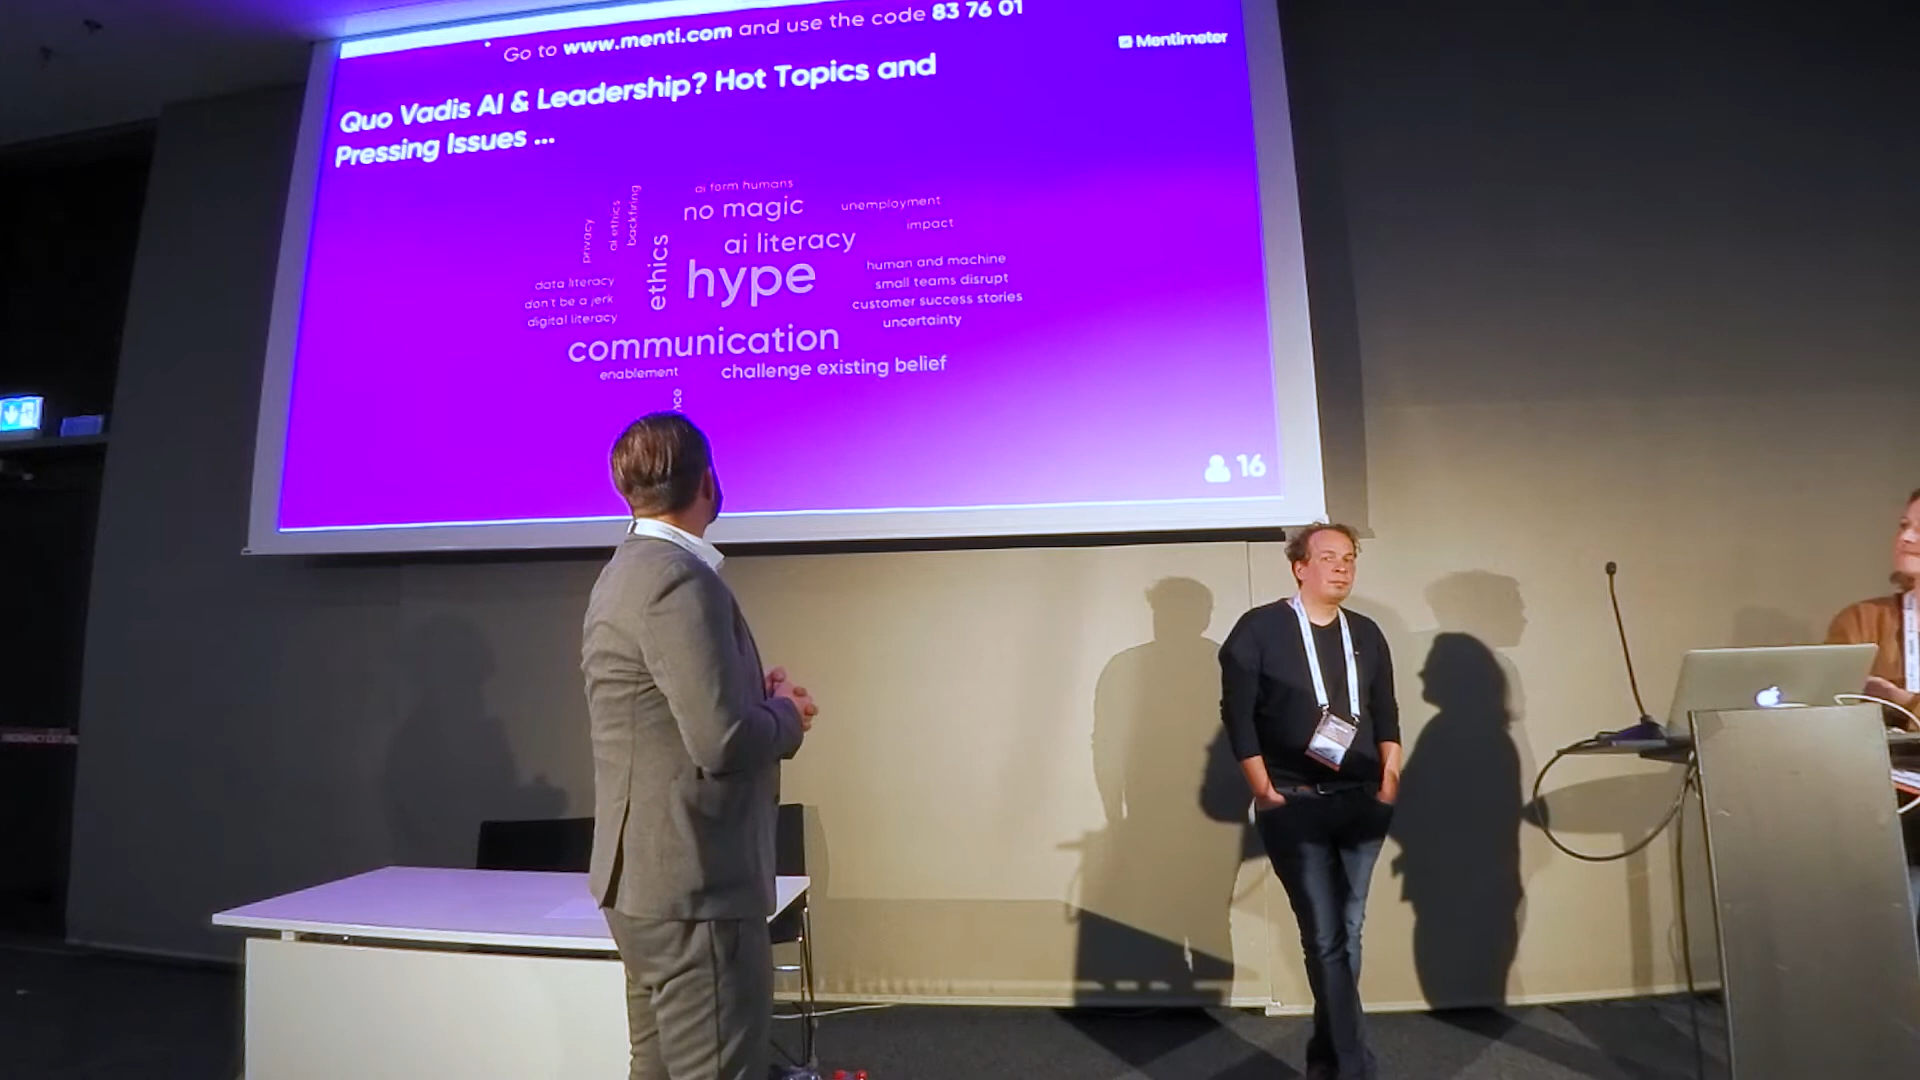 Go to www.menti.com and use the code 83 76 01
Mentimeter
Quo Vadis AI & Leadership? Hot Topics and
Pressing Issues ...
ai form humans
no magic
unemployment
impact
privacy
ai ethics
backfiring
ethics
ai literacy
hype
human and machine
small teams disrupt
customer success stories
uncertainty
data literacy
don't be a jerk
digital literacy
communication
enablement
challenge existing belief
16